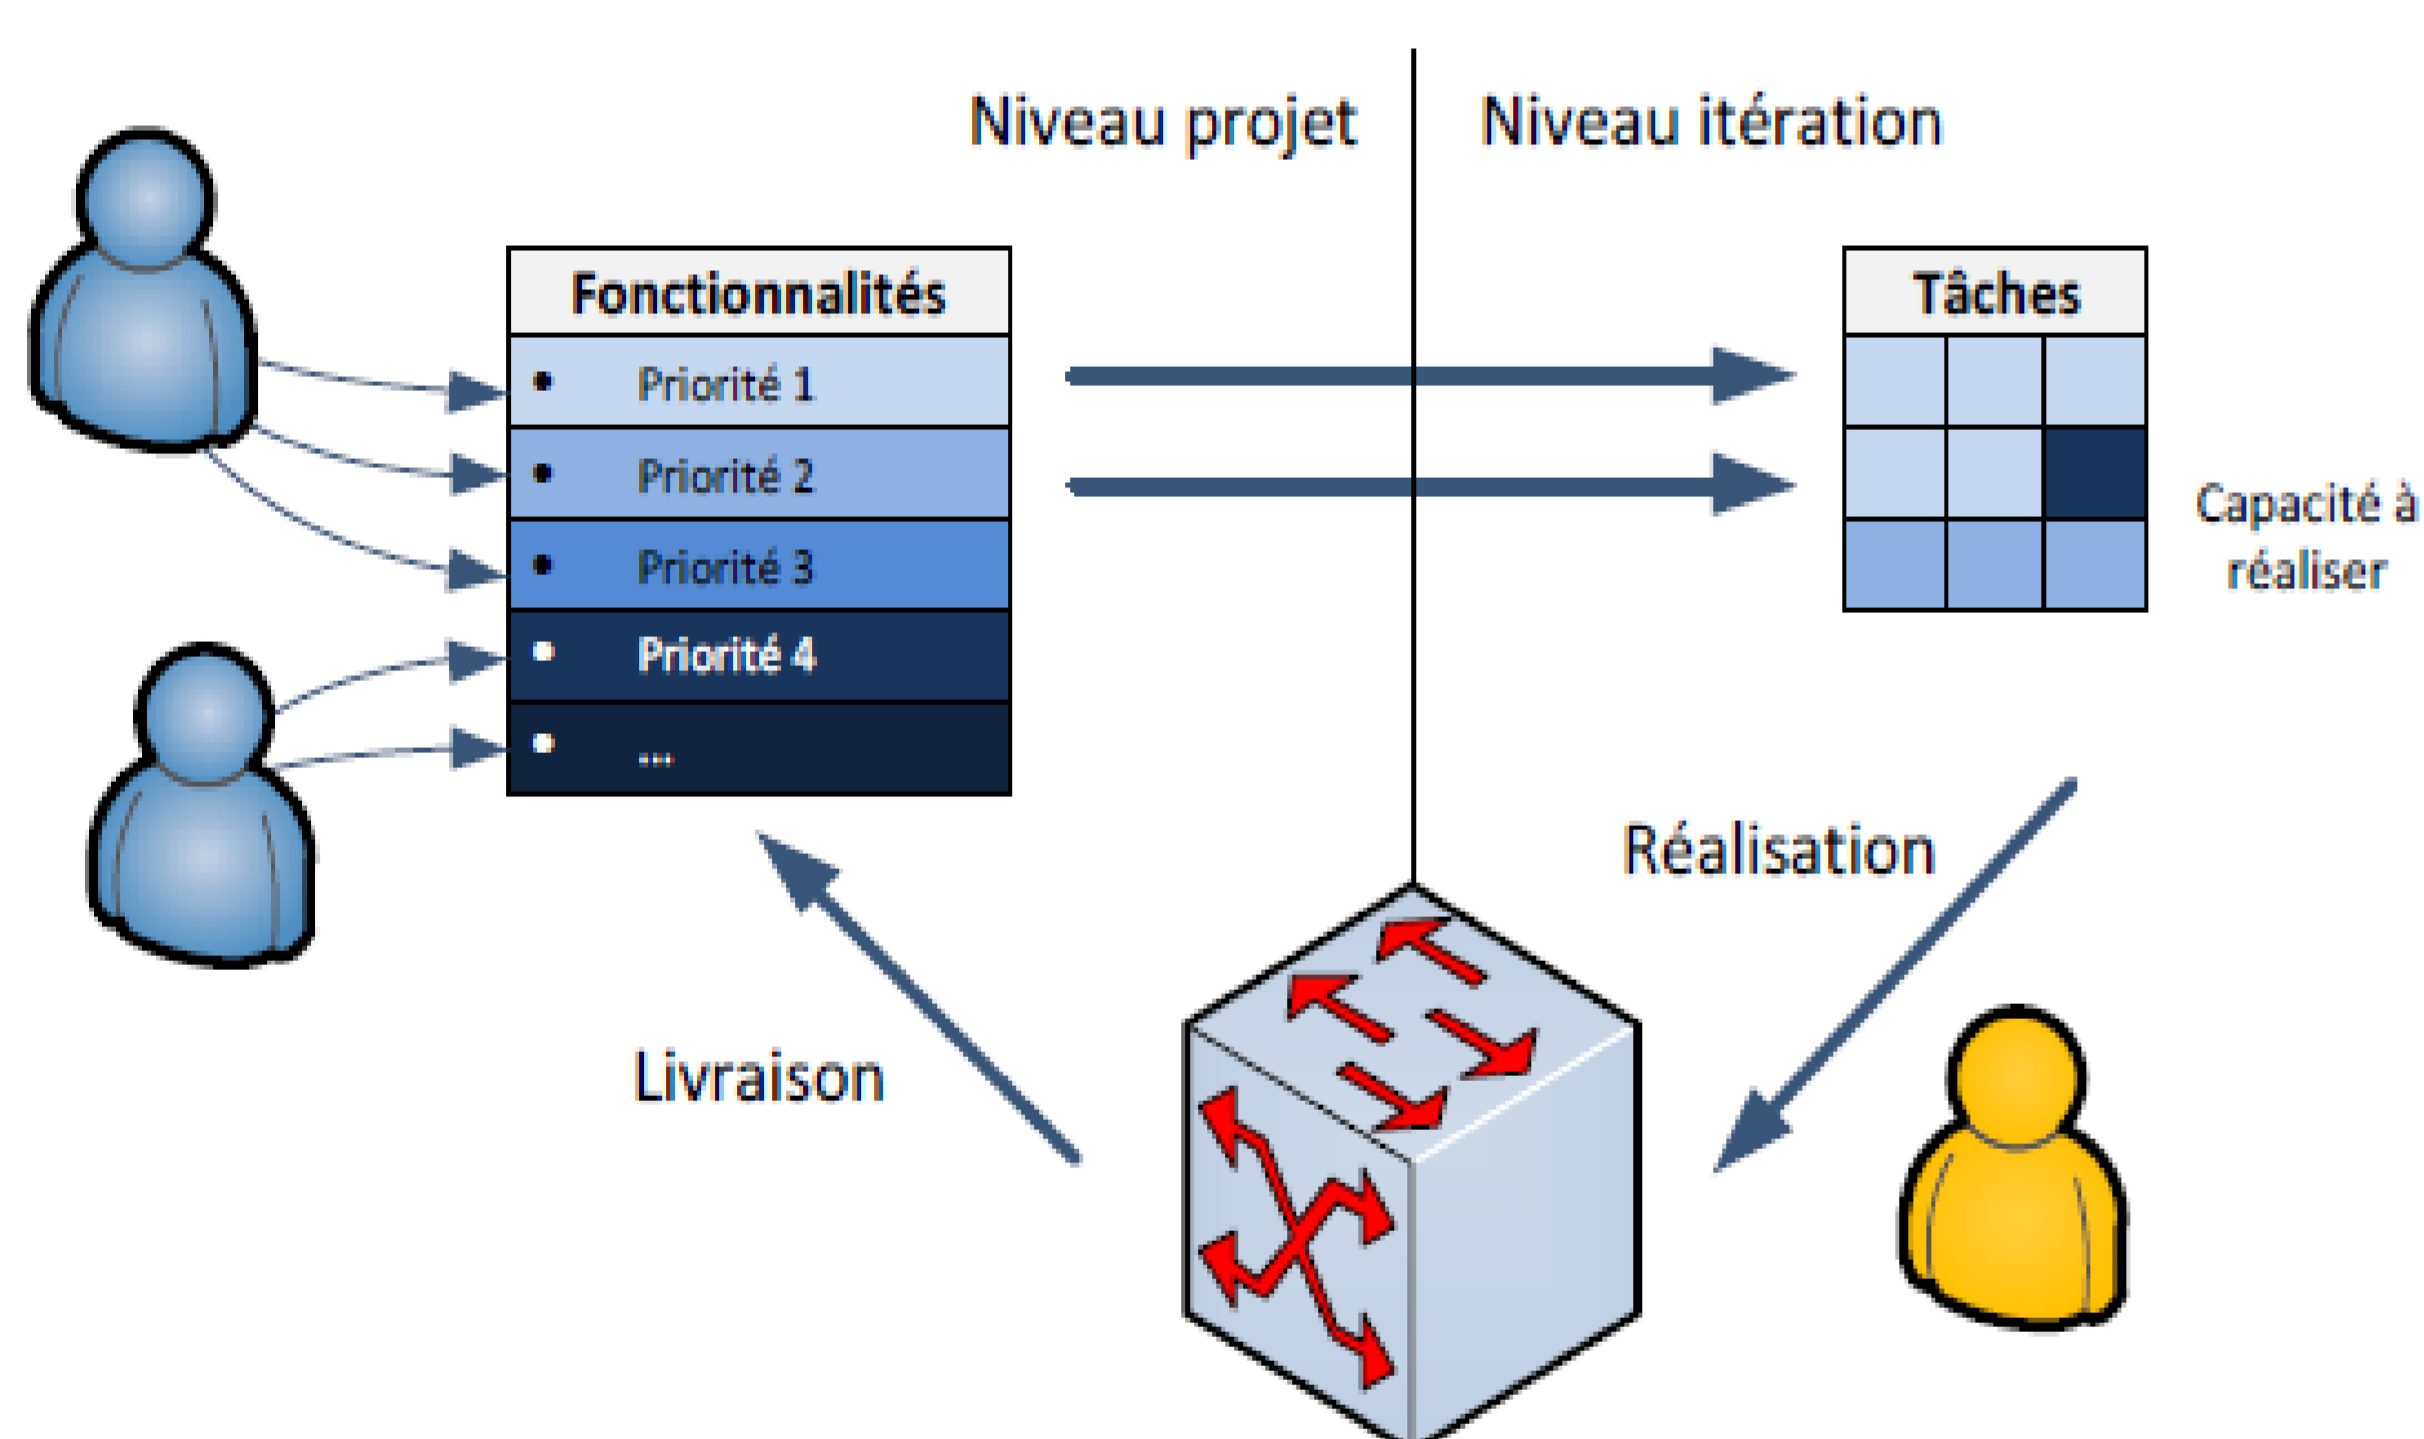 Niveau projet
Niveau itération
Fonctionnalités
• Priorité 1
• Priorité 2
• Priorité 3
• Priorité 4
• ...
Tâches
Capacité à
réaliser
Réalisation
Livraison